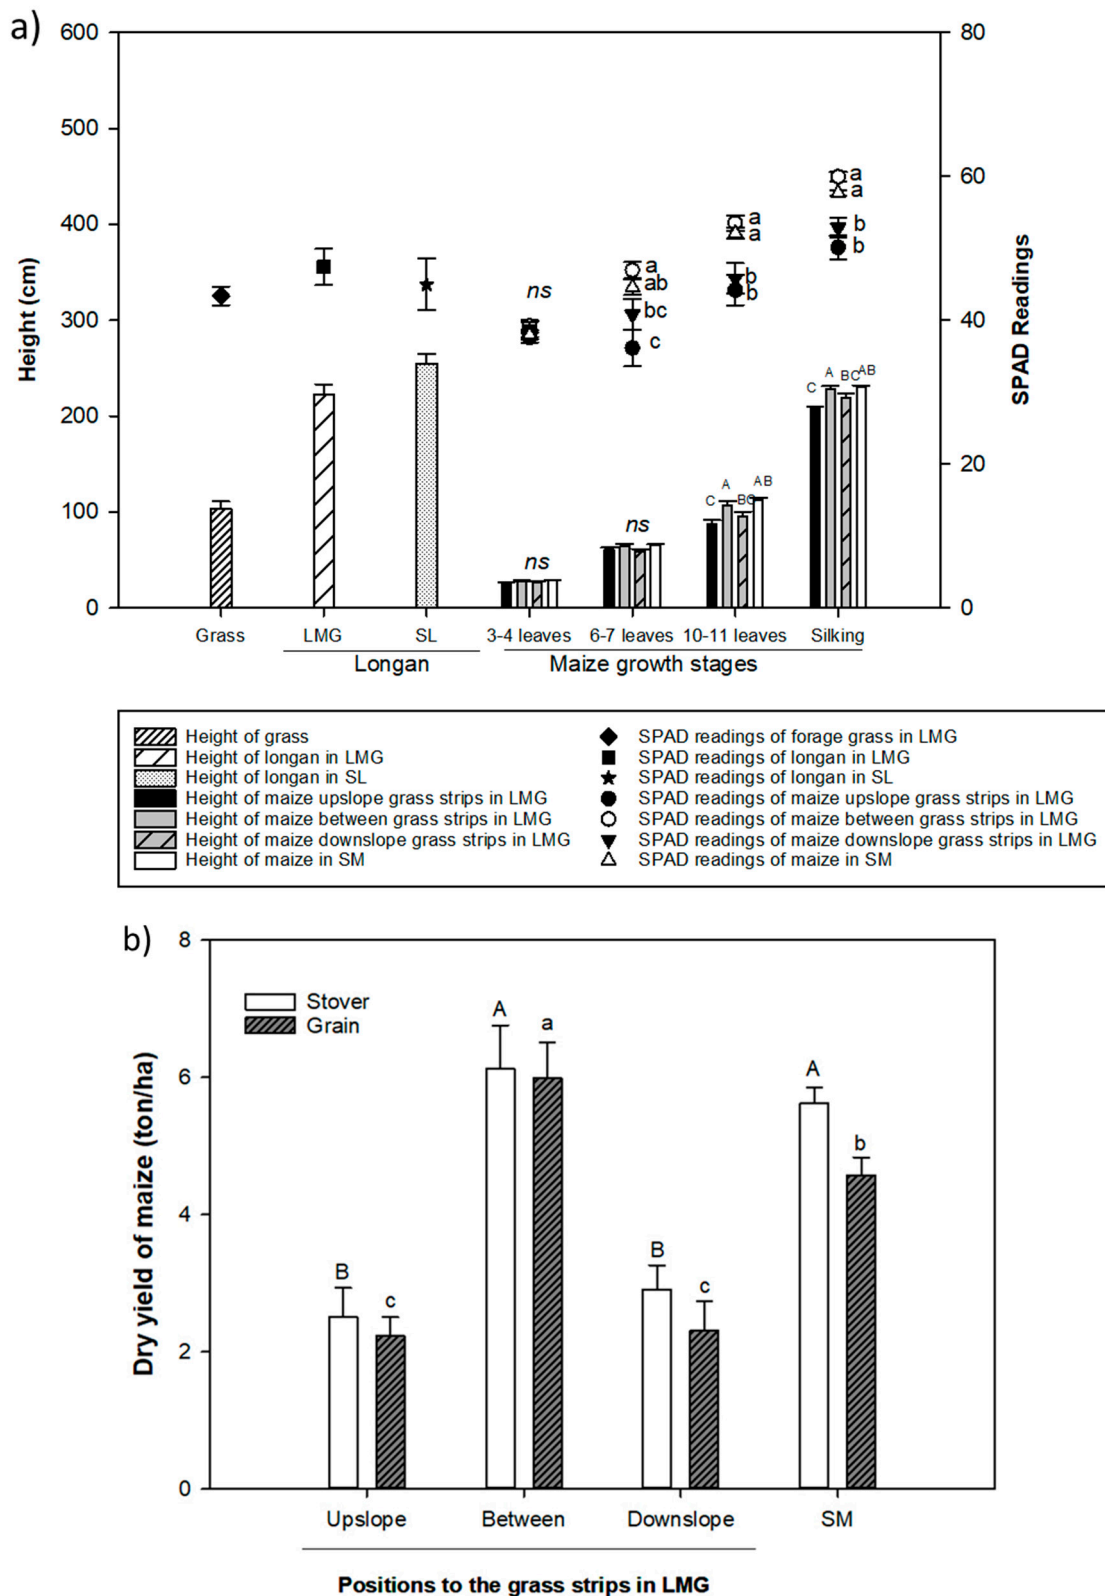 a)
600
500
400
300
200
100
0
Height (cm)
80
60
40
20
0
SPAD Readings
ns
a
ab
bc
c
a
a
b
b
a
a
b
b
ns
ns
C
A
BC
AB
C
A
BC
AB
Grass
LMG
SL
3-4 leaves
6-7 leaves
10-11 leaves
Silking
Longan
Maize growth stages
Height of grass
Height of longan in LMG
Height of longan in SL
Height of maize upslope grass strips in LMG
Height of maize between grass strips in LMG
Height of maize downslope grass strips in LMG
Height of maize in SM
SPAD readings of forage grass in LMG
SPAD readings of longan in LMG
SPAD readings of longan in SL
SPAD readings of maize upslope grass strips in LMG
SPAD readings of maize between grass strips in LMG
SPAD readings of maize downslope grass strips in LMG
SPAD readings of maize in SM
b)
8
6
4
2
0
Dry yield of maize (ton/ha)
Stover
Grain
B
c
A
a
B
c
A
b
Upslope
Between
Downslope
SM
Positions to the grass strips in LMG